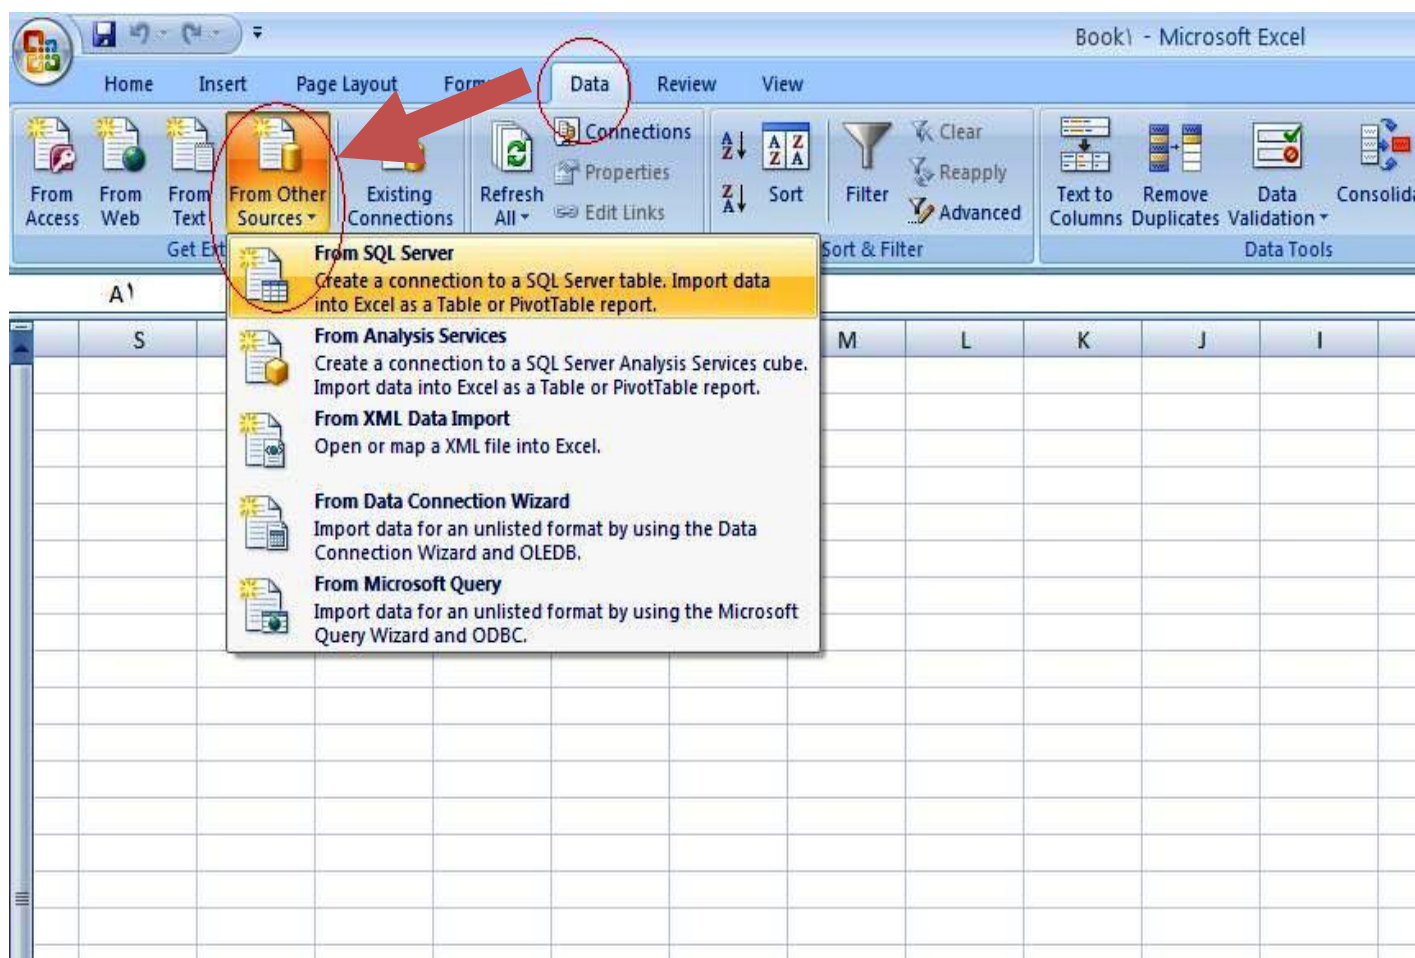 Book۱ - Microsoft Excel
Home Insert Page Layout Data Review View
From Access
From Web
From Text
From Other Sources
Existing Connections
Refresh All
Connections
Properties
Edit Links
Sort
Filter
Clear
Reapply
Advanced
Text to Columns
Remove Duplicates
Data Validation
Sort & Filter
Data Tools
From SQL Server
Create a connection to a SQL Server table. Import data
into Excel as a Table or PivotTable report.
From Analysis Services
Create a connection to a SQL Server Analysis Services cube.
Import data into Excel as a Table or PivotTable report.
From XML Data Import
Open or map a XML file into Excel.
From Data Connection Wizard
Import data for an unlisted format by using the Data
Connection Wizard and OLEDB.
From Microsoft Query
Import data for an unlisted format by using the Microsoft
Query Wizard and ODBC.
A۱
S M L K J I